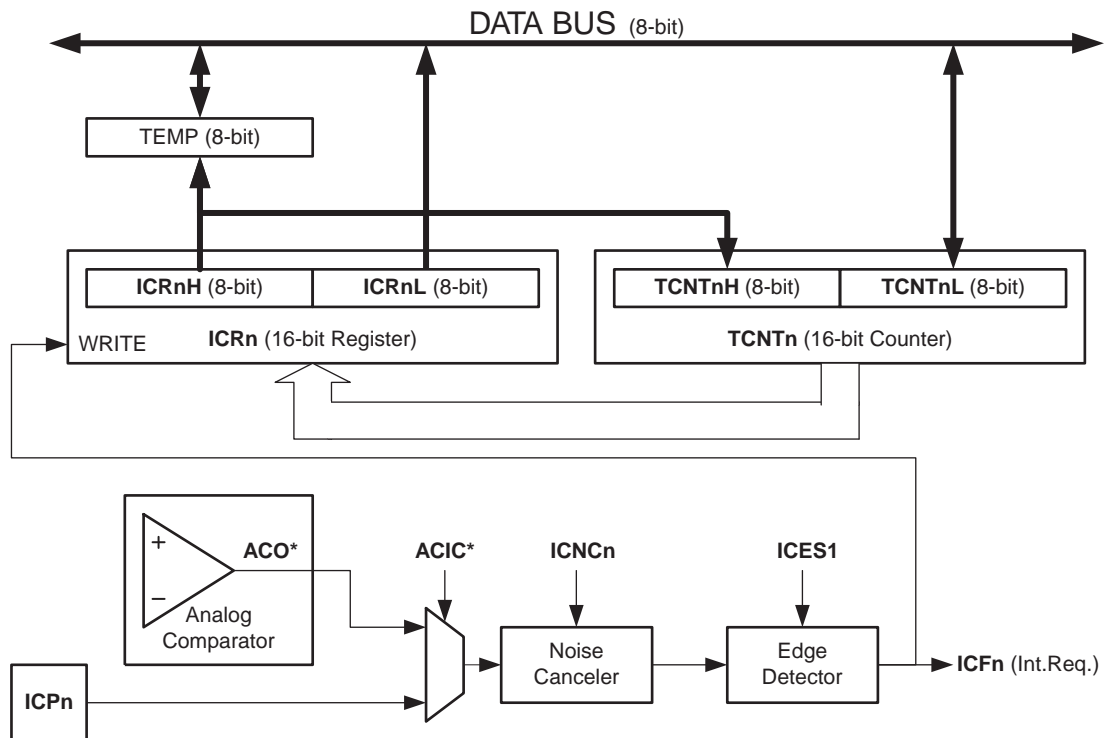 DATA BUS (8-bit)
TEMP (8-bit)
ICRnH (8-bit) ICRnL (8-bit)
TCNTnH (8-bit) TCNTnL (8-bit)
WRITE
ICRn (16-bit Register)
TCNTn (16-bit Counter)
+
−
ACO*
Analog
Comparator
ACIC*
ICNCn
ICES1
Noise
Canceler
Edge
Detector
ICFn (Int.Req.)
ICPn